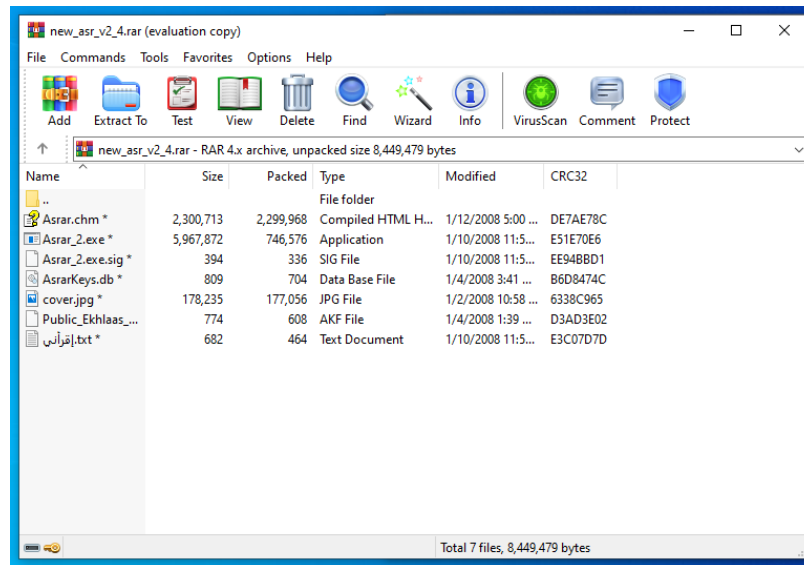 new_asr_v2_4.rar (evaluation copy)
File Commands Tools Favorites Options Help
Add Extract To Test View Delete Find Wizard Info VirusScan Comment Protect
new_asr_v2_4.rar - RAR 4.x archive, unpacked size 8,449,479 bytes
Name Size Packed Type Modified CRC32
.. File folder
Asrar.chm * 2,300,713 2,299,968 Compiled HTML H... 1/12/2008 5:00 ... DE7AE78C
Asrar_2.exe * 5,967,872 746,576 Application 1/10/2008 11:5... E51E70E6
Asrar_2.exe.sig * 394 336 SIG File 1/10/2008 11:5... EE94BBD1
AsrarKeys.db * 809 704 Data Base File 1/4/2008 3:41 ... B6D8474C
cover.jpg * 178,235 177,056 JPG File 1/2/2008 10:58 ... 6338C965
Public_Ekhlaas_... 774 608 AKF File 1/4/2008 1:39 ... D3AD3E02
إقرأني.txt * 682 464 Text Document 1/10/2008 11:5... E3C07D7D
Total 7 files, 8,449,479 bytes